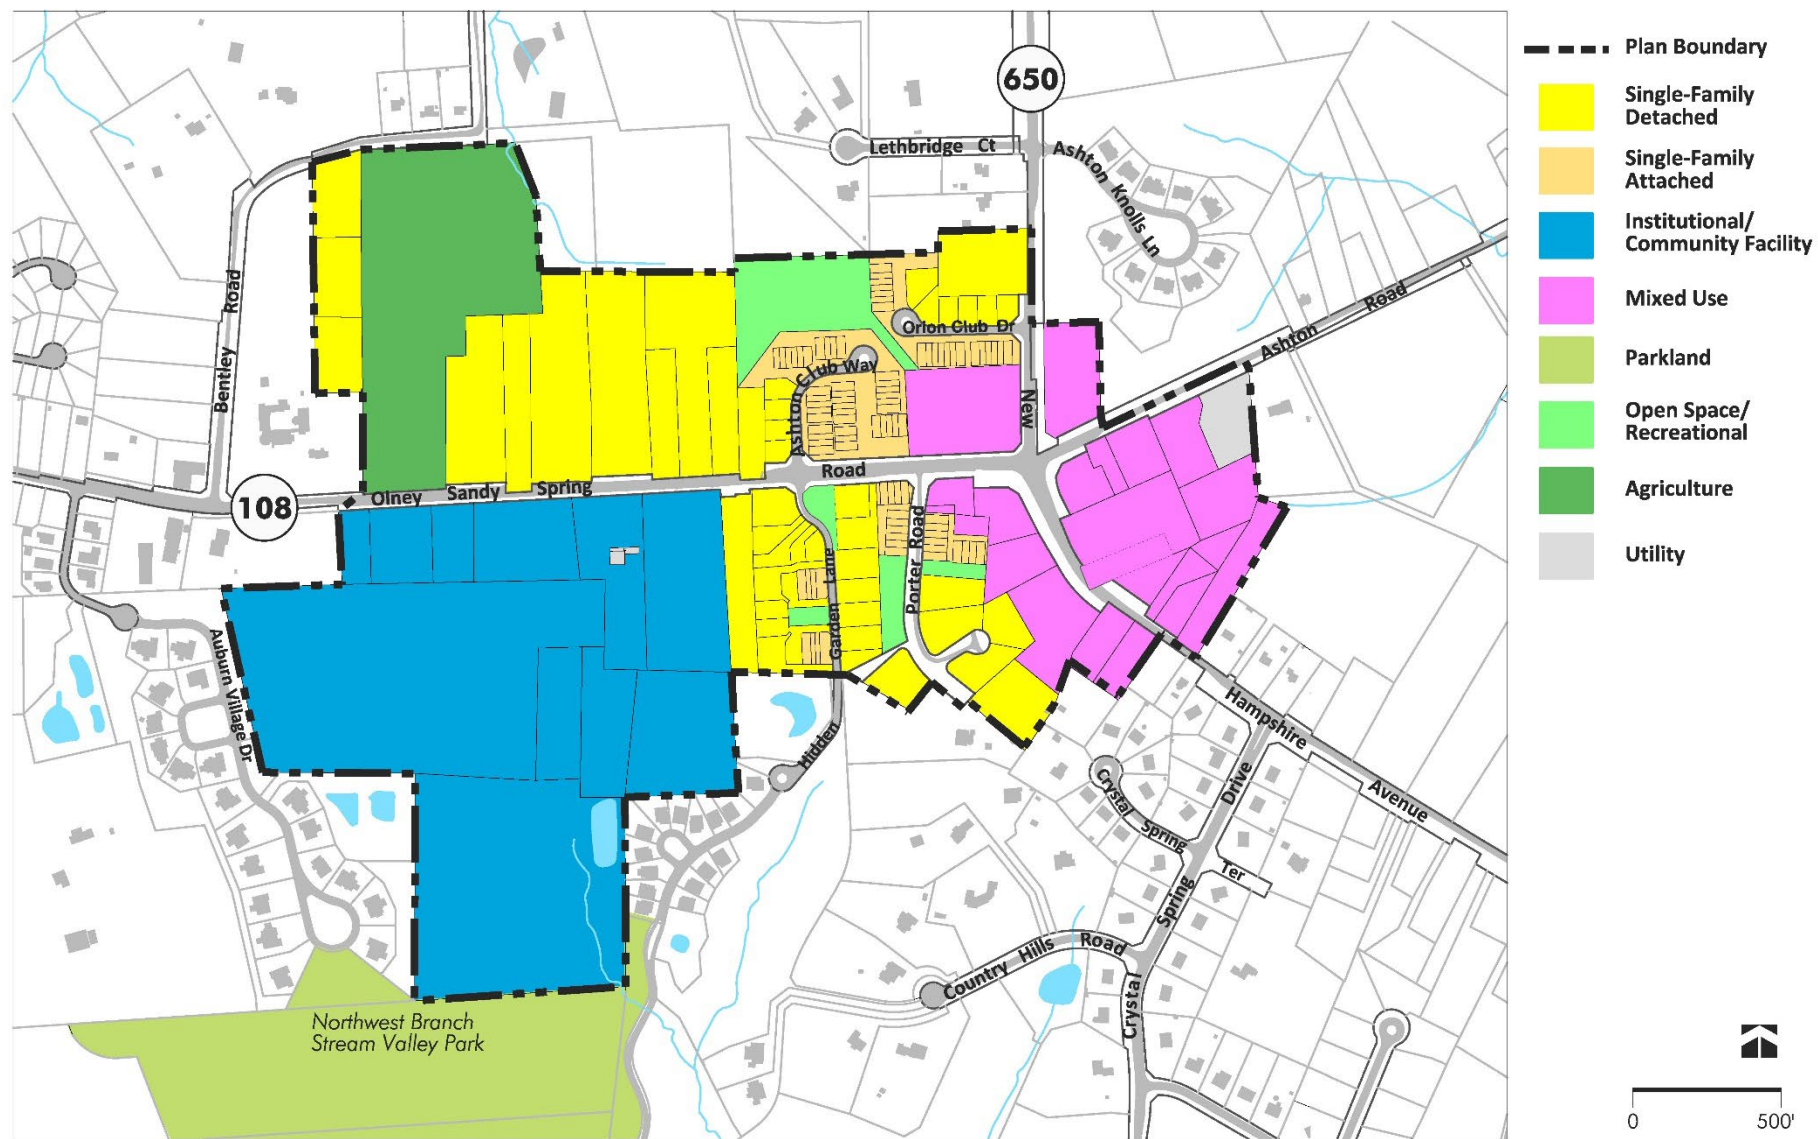 650
Lethbridge Ct
Ashton Knolls Ln
Bentley Road
Orion Club Dr
Ashton Club Way
New
Ashton Road
Road
Olney Sandy Spring
108
Porter Road
Garden Lane
Hidden
Auburn Village Dr
Hampshire
Avenue
Crystal Spring
Drive
Ter
Spring
Crystal
Country Hills Road
Northwest Branch
Stream Valley Park
Plan Boundary
Single-Family
Detached
Single-Family
Attached
Institutional/
Community Facility
Mixed Use
Parkland
Open Space/
Recreational
Agriculture
Utility
0 500'